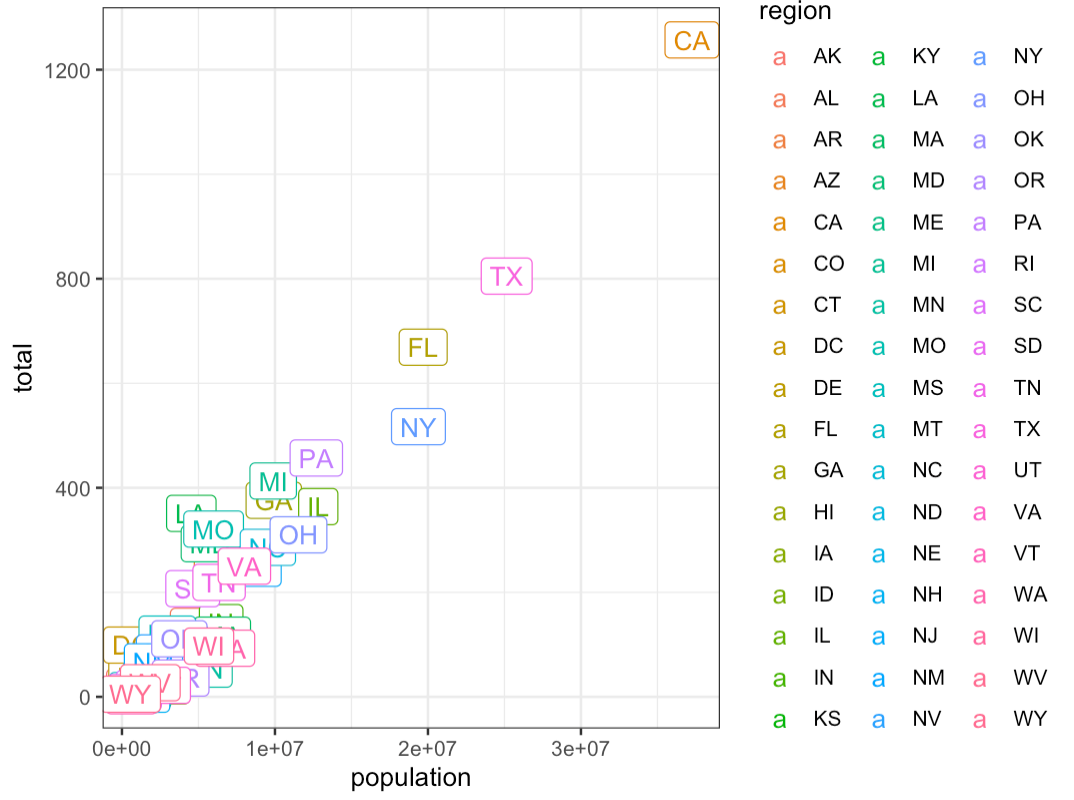 region
CA
1200
800
400
0
total
TX
FL
NY
PA
MI
GA
IL
LA
MO
OH
VA
TN
WI
WY
0e+00 1e+07 2e+07 3e+07
population
a AK a KY a NY
a AL a LA a OH
a AR a MA a OK
a AZ a MD a OR
a CA a ME a PA
a CO a MI a RI
a CT a MN a SC
a DC a MO a SD
a DE a MS a TN
a FL a MT a TX
a GA a NC a UT
a HI a ND a VA
a IA a NE a VT
a ID a NH a WA
a IL a NJ a WI
a IN a NM a WV
a KS a NV a WY